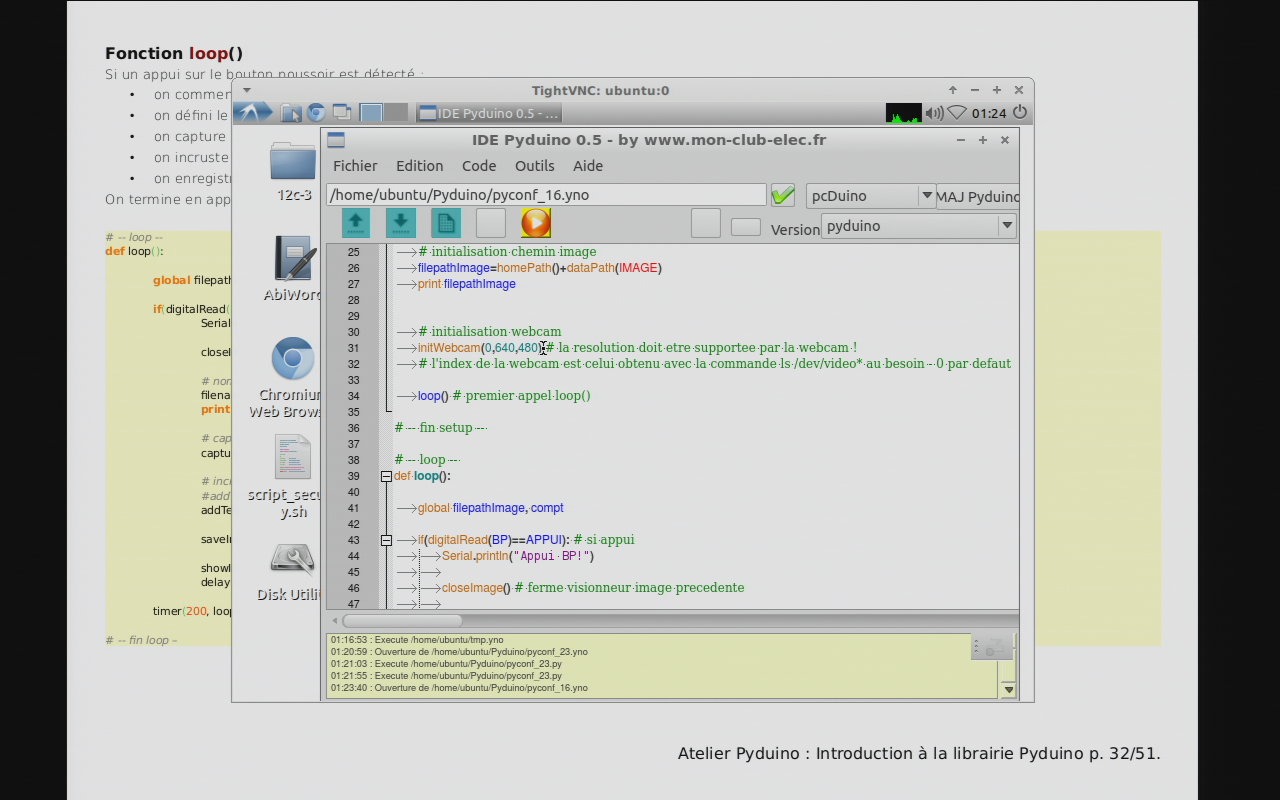 Fonction loop()
Si un appui sur le bouton poussoir est détecté :
• on commen
• on défini le
• on capture
• on incruste
• on enregistr
On termine en app
# -- loop --
def loop():
global filepath
if(digitalRead(
Serial
closeI
# non
filena
print
# cap
captu
# incr
#add
addTe
saveI
showI
delay
timer(200, loop
# -- fin loop –
TightVNC: ubuntu:0
IDE Pyduino 0.5 - ...
01:24
12c-3
AbiWord
Chromium
Web Brows
script_secu
y.sh
Disk Utili
IDE Pyduino 0.5 - by www.mon-club-elec.fr
Fichier Edition Code Outils Aide
/home/ubuntu/Pyduino/pyconf_16.yno
pcDuino
MAJ Pyduino
Version
pyduino
25 # initialisation chemin image
26 filepathImage=homePath()+dataPath(IMAGE)
27 print filepathImage
28
29
30 # initialisation webcam
31 initWebcam(0,640,480) # la resolution doit etre supportee par la webcam !
32 # l'index de la webcam est celui obtenu avec la commande ls /dev/video* au besoin - 0 par defaut
33
34 loop() # premier appel loop()
35
36 # -- fin setup --
37
38 # -- loop --
39 def loop():
40
41 global filepathImage, compt
42
43 if(digitalRead(BP)==APPUI): # si appui
44 Serial.println("Appui BP!")
45
46 closeImage() # ferme visionneur image precedente
47
01:16:53 : Execute /home/ubuntu/tmp.yno
01:20:59 : Ouverture de /home/ubuntu/Pyduino/pyconf_23.yno
01:21:03 : Execute /home/ubuntu/Pyduino/pyconf_23.py
01:21:55 : Execute /home/ubuntu/Pyduino/pyconf_23.py
01:23:40 : Ouverture de /home/ubuntu/Pyduino/pyconf_16.yno
Atelier Pyduino : Introduction à la librairie Pyduino p. 32/51.